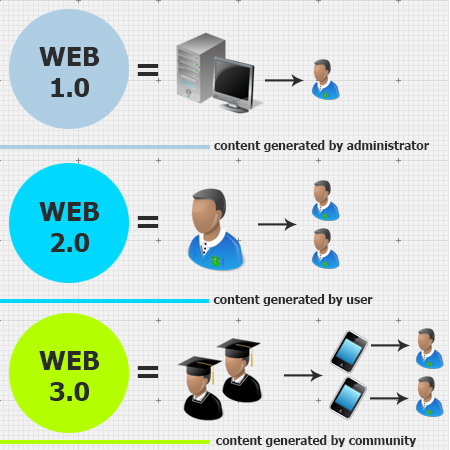 WEB
1.0
=
content generated by administrator
WEB
2.0
=
content generated by user
WEB
3.0
=
content generated by community